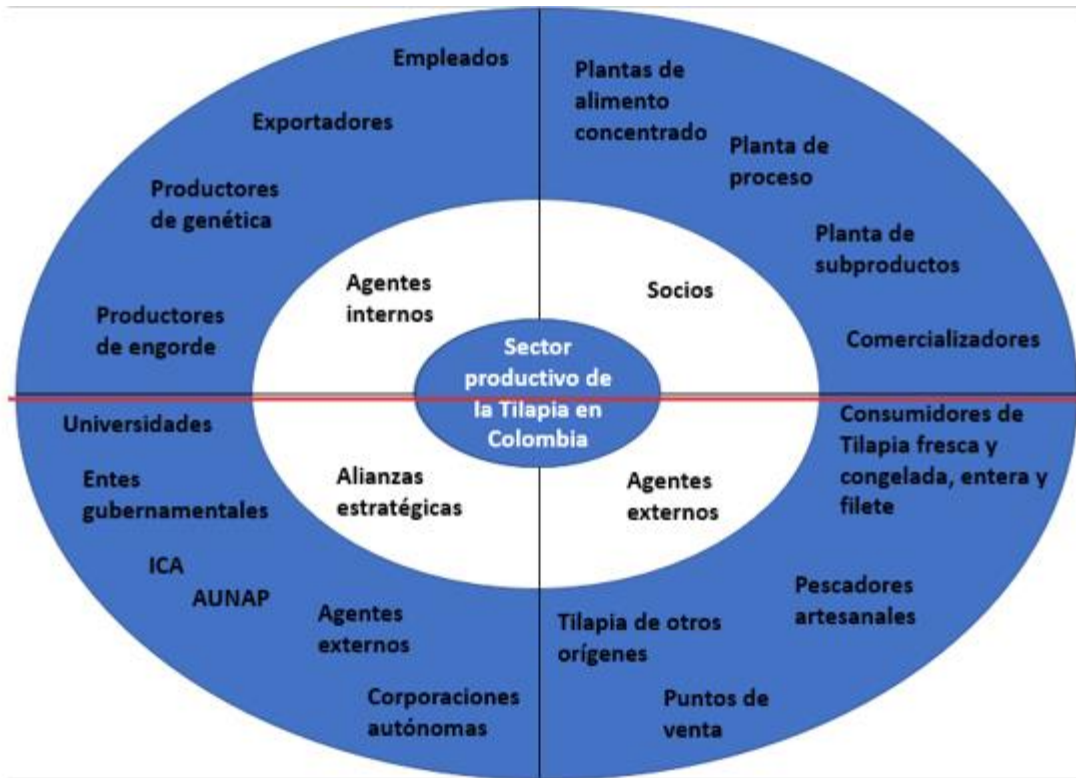 Empleados
Exportadores
Productores
de genética
Productores
de engorde
Agentes
internos
Plantas de
alimento
concentrado
Planta de
proceso
Planta de
subproductos
Comercializadores
Socios
Sector
productivo de
la Tilapia en
Colombia
Universidades
Entes
gubernamentales
ICA
AUNAP
Agentes
externos
Corporaciones
autónomas
Alianzas
estratégicas
Agentes
externos
Consumidores de
Tilapia fresca y
congelada, entera y
filete
Pescadores
artesanales
Tilapia de otros
orígenes
Puntos de
venta